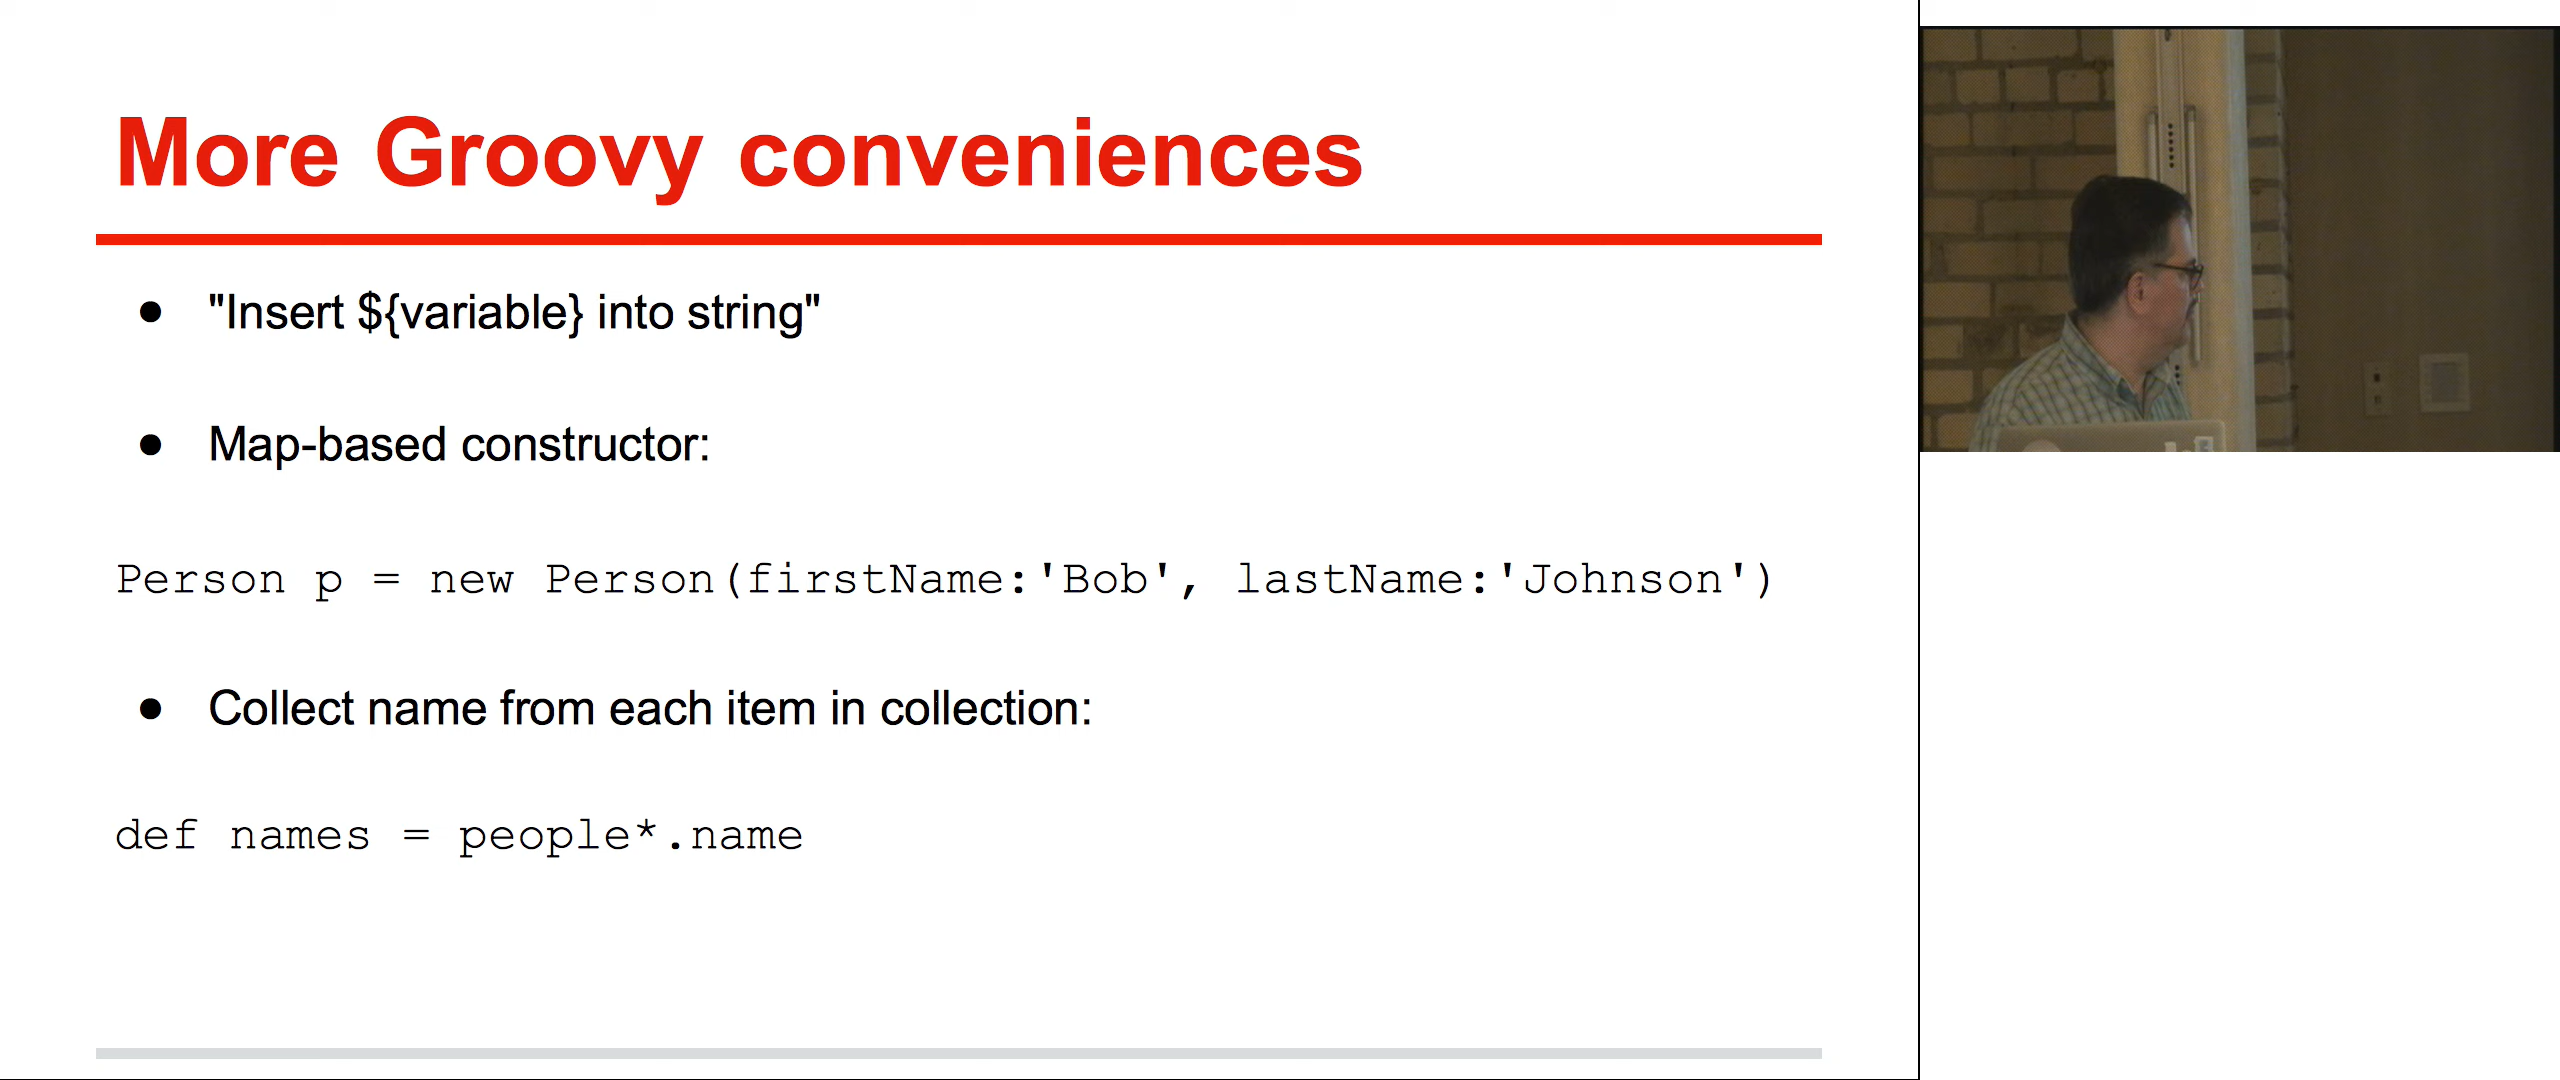 More Groovy conveniences
● "Insert ${variable} into string"
● Map-based constructor:
Person p = new Person(firstName:'Bob', lastName:'Johnson')
● Collect name from each item in collection:
def names = people*.name